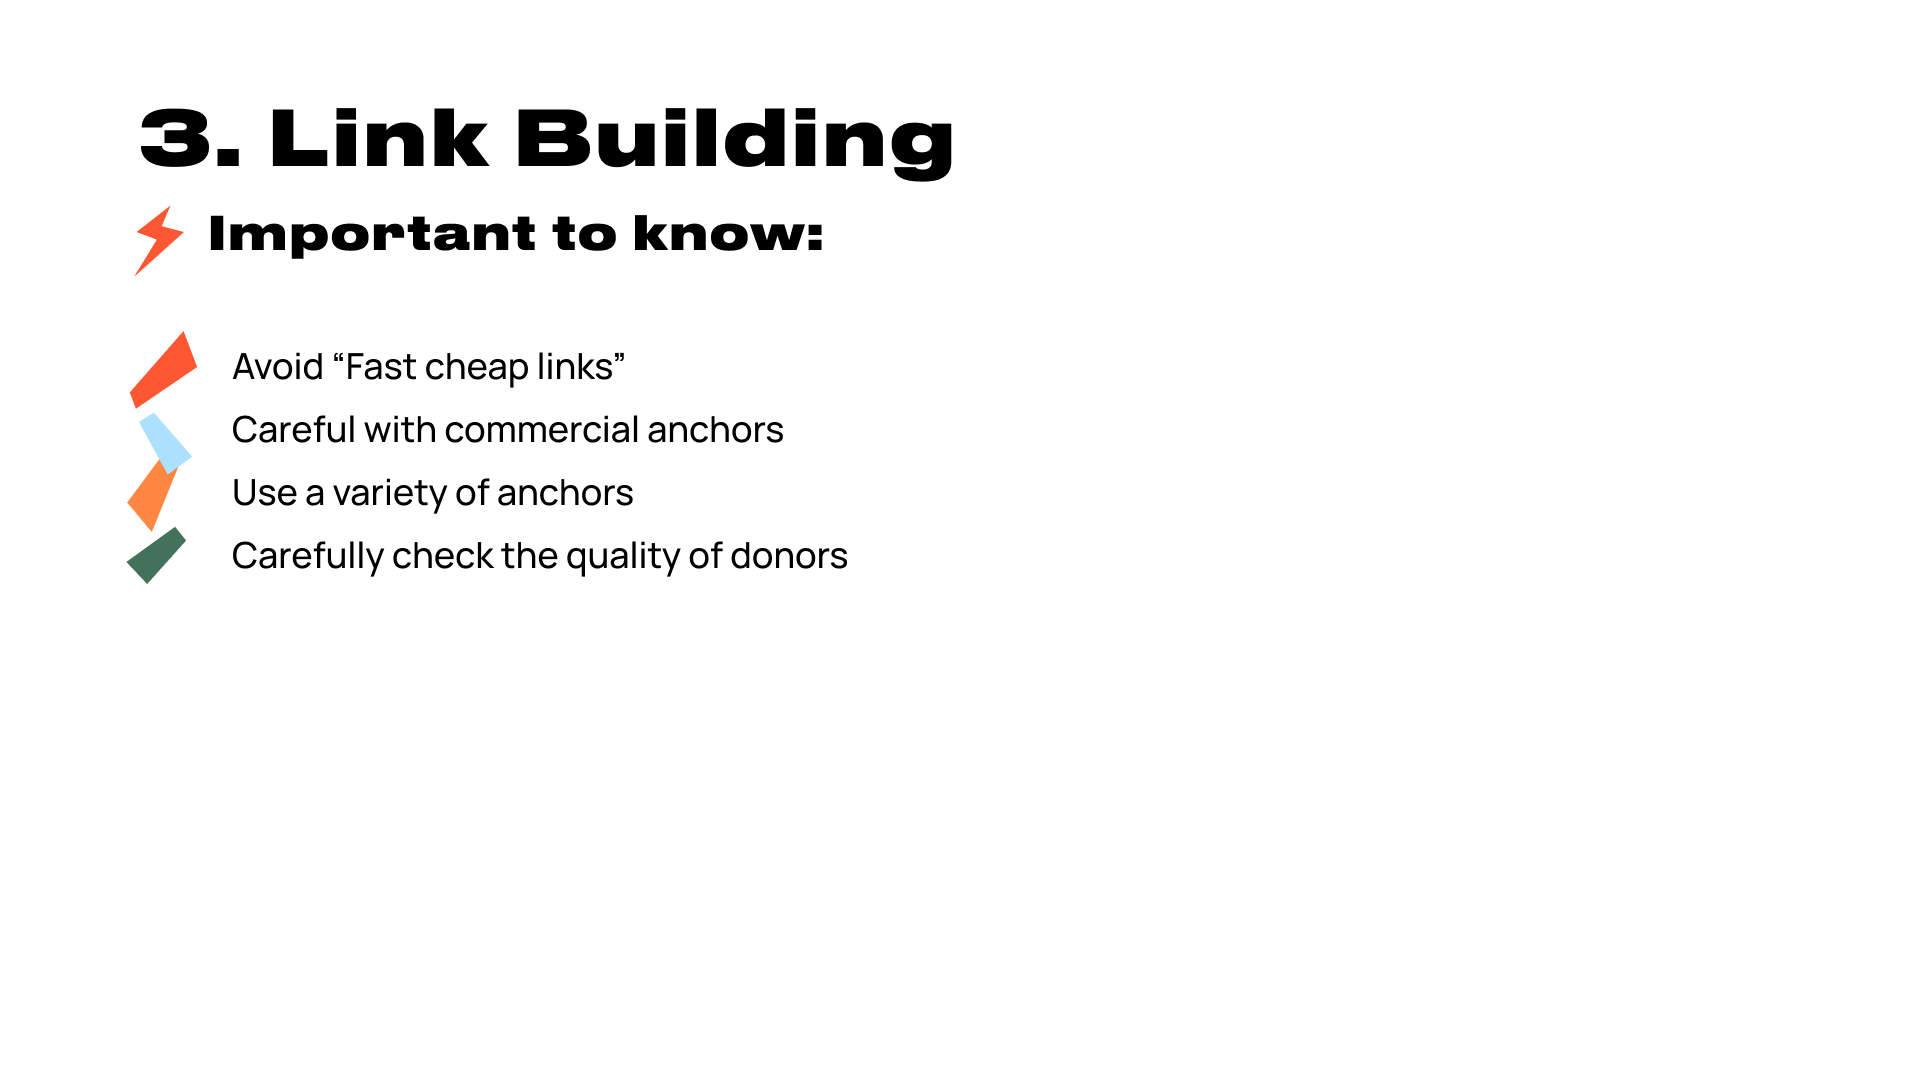 3. Link Building
Important to know:
Avoid “Fast cheap links”
Careful with commercial anchors
Use a variety of anchors
Carefully check the quality of donors